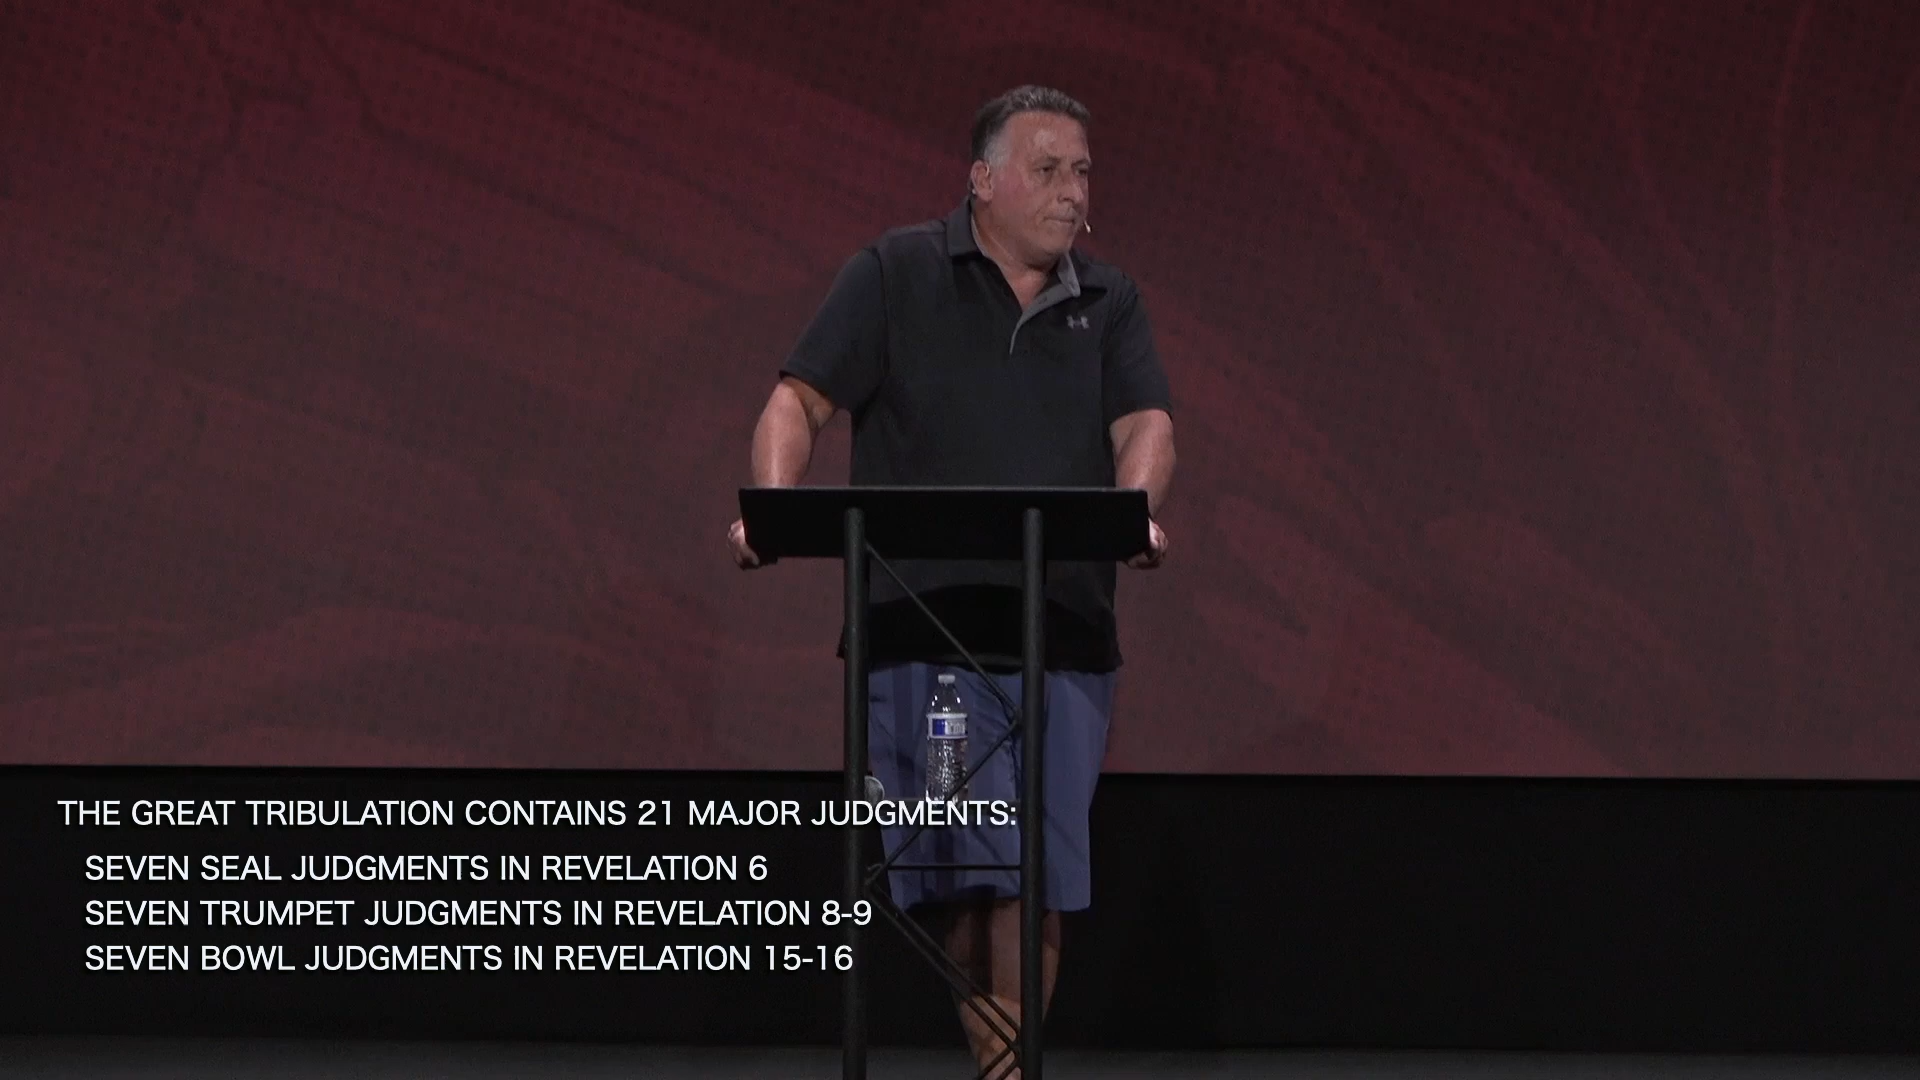 THE GREAT TRIBULATION CONTAINS 21 MAJOR JUDGMENTS:
SEVEN SEAL JUDGMENTS IN REVELATION 6
SEVEN TRUMPET JUDGMENTS IN REVELATION 8-9
SEVEN BOWL JUDGMENTS IN REVELATION 15-16